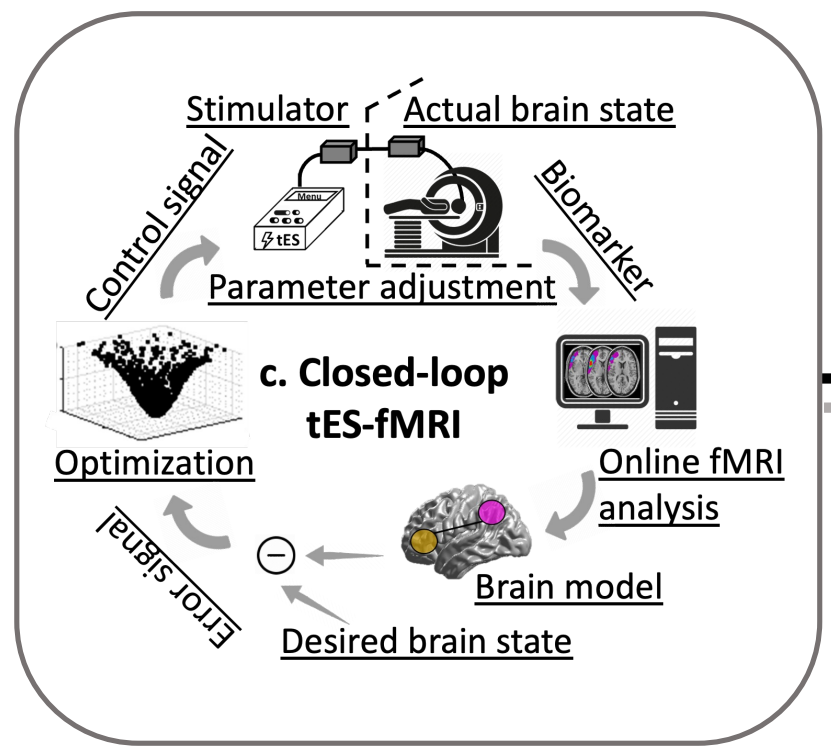 Stimulator
Actual brain state
Control signal
Biomarker
Menu
tES
Parameter adjustment
c. Closed-loop
tES-fMRI
Optimization
Online fMRI
analysis
Error signal
Brain model
Desired brain state